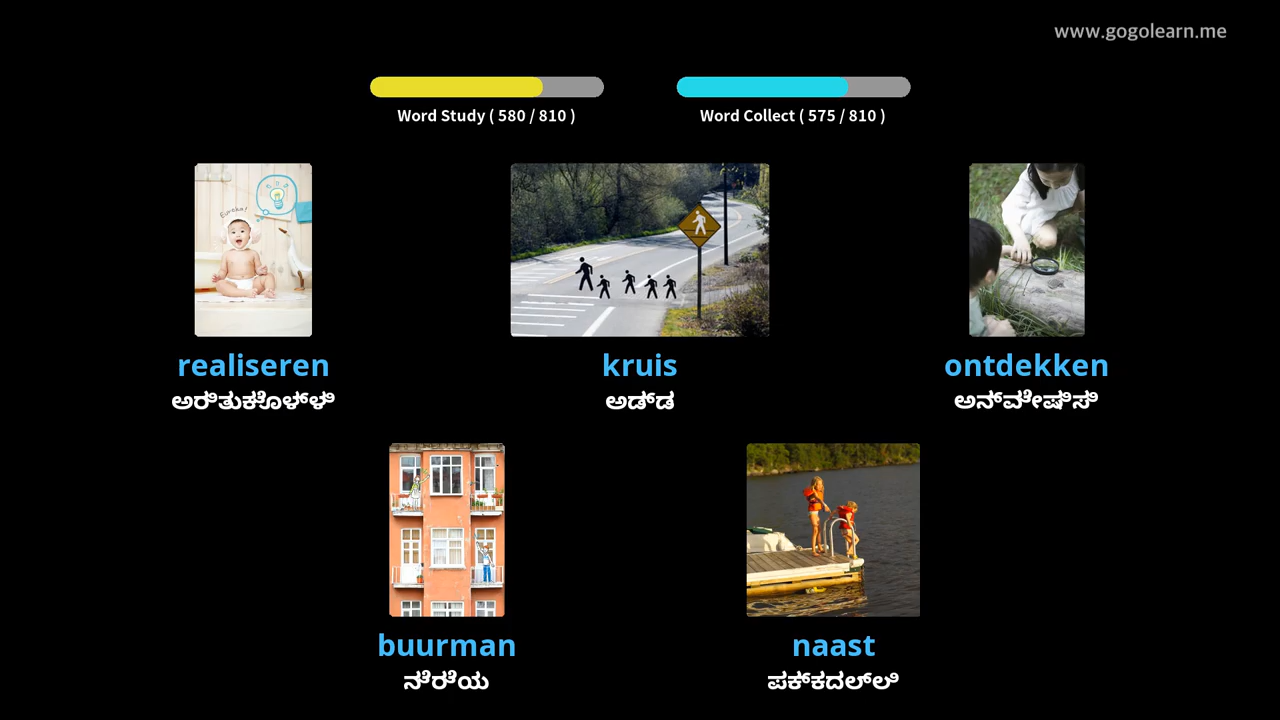 www.gogolearn.me
Word Study ( 580 / 810 )
Word Collect ( 575 / 810 )
Eureka!
realiseren
kruis
ontdekken
ಅರಿತುಕೊಳ್ಳಿ
ಅಡ್ಡ
ಅನ್ವೇಷಿಸಿ
buurman
naast
ನೆರೆಯ
ಪಕ್ಕದಲ್ಲಿ